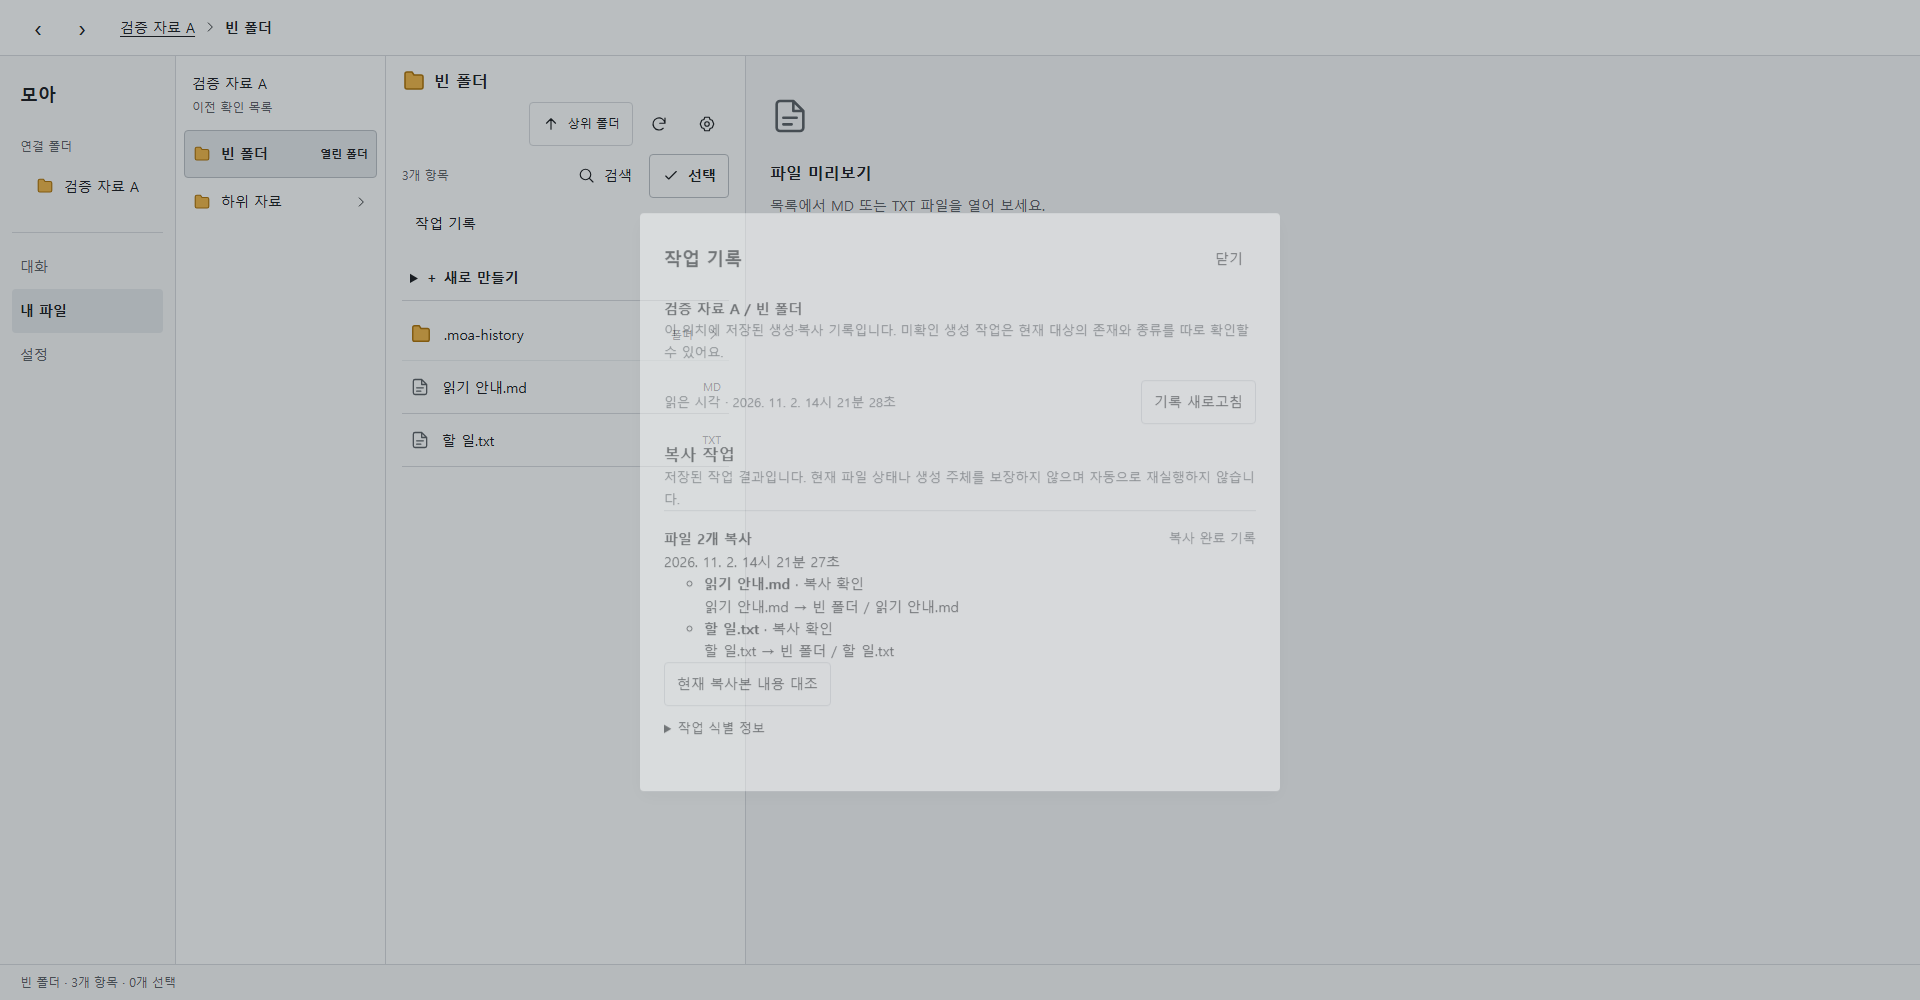 검증 자료 A > 빈 폴더
모아
연결 폴더
검증 자료 A
대화
내 파일
설정
검증 자료 A
이전 확인 목록
빈 폴더 열린 폴더
하위 자료
빈 폴더
상위 폴더
3개 항목 검색 선택
작업 기록
+ 새로 만들기
.moa-history 폴더
읽기 안내.md MD
할 일.txt TXT
파일 미리보기
목록에서 MD 또는 TXT 파일을 열어 보세요.
작업 기록 닫기
검증 자료 A / 빈 폴더
이 위치에 저장된 생성·복사 기록입니다. 미확인 생성 작업은 현재 대상의 존재와 종류를 따로 확인할
수 있어요.
읽은 시각 · 2026. 11. 2. 14시 21분 28초 기록 새로고침
복사 작업
저장된 작업 결과입니다. 현재 파일 상태나 생성 주체를 보장하지 않으며 자동으로 재실행하지 않습니
다.
파일 2개 복사 복사 완료 기록
2026. 11. 2. 14시 21분 27초
읽기 안내.md · 복사 확인
읽기 안내.md → 빈 폴더 / 읽기 안내.md
할 일.txt · 복사 확인
할 일.txt → 빈 폴더 / 할 일.txt
현재 복사본 내용 대조
작업 식별 정보
빈 폴더 · 3개 항목 · 0개 선택